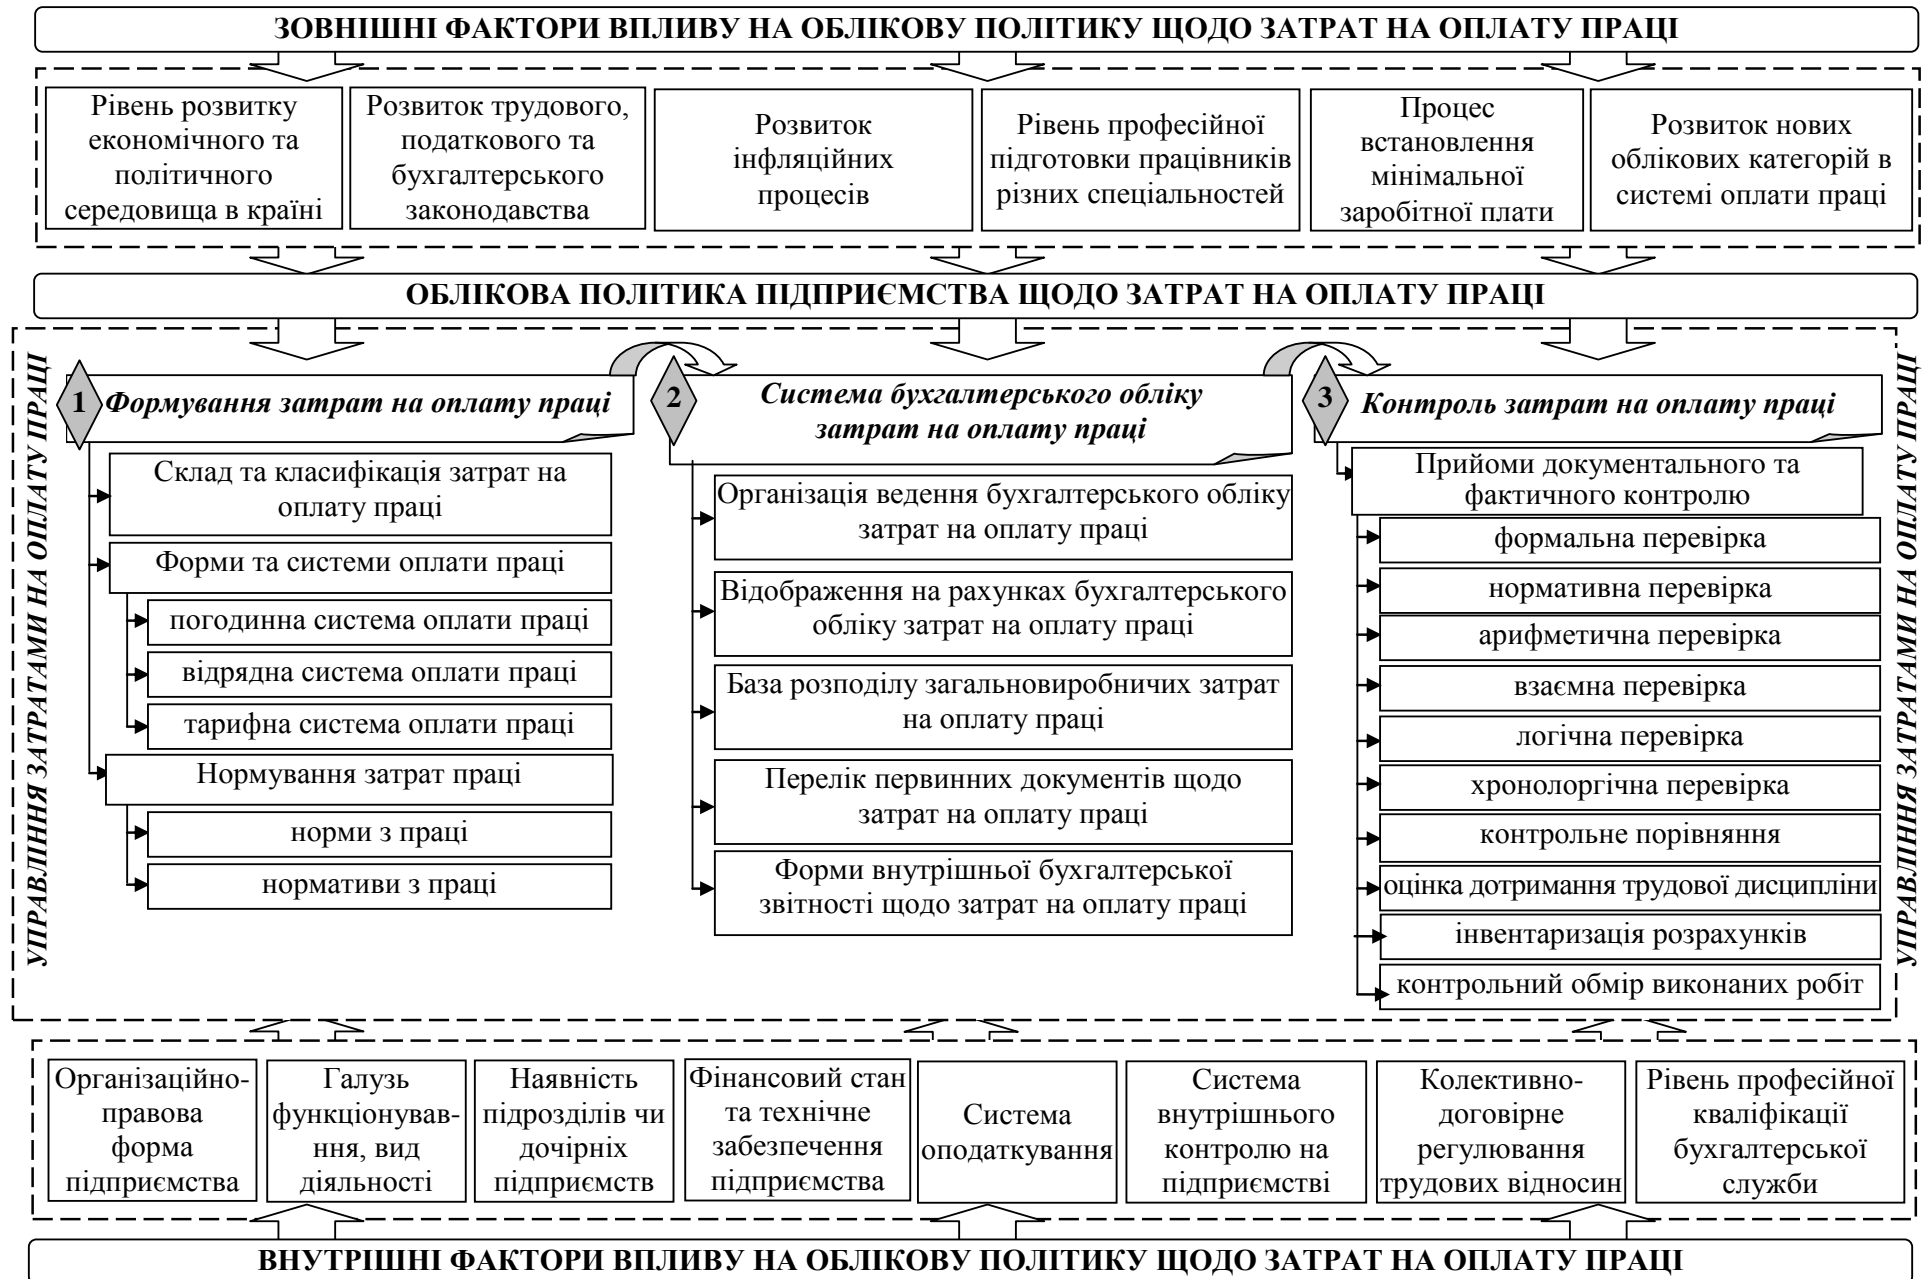 ЗОВНІШНІ ФАКТОРИ ВПЛИВУ НА ОБЛІКОВУ ПОЛІТИКУ ЩОДО ЗАТРАТ НА ОПЛАТУ ПРАЦІ
Рівень розвитку
економічного та
політичного
середовища в країні
Розвиток трудового,
податкового та
бухгалтерського
законодавства
Розвиток
інфляційних
процесів
Рівень професійної
підготовки працівників
різних спеціальностей
Процес
встановлення
мінімальної
заробітної плати
Розвиток нових
облікових категорій в
системі оплати праці
ОБЛІКОВА ПОЛІТИКА ПІДПРИЄМСТВА ЩОДО ЗАТРАТ НА ОПЛАТУ ПРАЦІ
УПРАВЛІННЯ ЗАТРАТАМИ НА ОПЛАТУ ПРАЦІ
1 Формування затрат на оплату праці
Склад та класифікація затрат на
оплату праці
Форми та системи оплати праці
погодинна система оплати праці
відрядна система оплати праці
тарифна система оплати праці
Нормування затрат праці
норми з праці
нормативи з праці
2
Система бухгалтерського обліку
затрат на оплату праці
Організація ведення бухгалтерського обліку
затрат на оплату праці
Відображення на рахунках бухгалтерського
обліку затрат на оплату праці
База розподілу загальновиробничих затрат
на оплату праці
Перелік первинних документів щодо
затрат на оплату праці
Форми внутрішньої бухгалтерської
звітності щодо затрат на оплату праці
3 Контроль затрат на оплату праці
Прийоми документального та
фактичного контролю
формальна перевірка
нормативна перевірка
арифметична перевірка
взаємна перевірка
логічна перевірка
хронолоргічна перевірка
контрольне порівняння
оцінка дотримання трудової дисципліни
інвентаризація розрахунків
контрольний обмір виконаних робіт
УПРАВЛІННЯ ЗАТРАТАМИ НА ОПЛАТУ ПРАЦІ
Організаційно-
правова
форма
підприємства
Галузь
функціонуван-
ня, вид
діяльності
Наявність
підрозділів чи
дочірніх
підприємств
Фінансовий стан
та технічне
забезпечення
підприємства
Система
оподаткування
Система
внутрішнього
контролю на
підприємстві
Колективно-
договірне
регулювання
трудових відносин
Рівень професійної
кваліфікації
бухгалтерської
служби
ВНУТРІШНІ ФАКТОРИ ВПЛИВУ НА ОБЛІКОВУ ПОЛІТИКУ ЩОДО ЗАТРАТ НА ОПЛАТУ ПРАЦІ